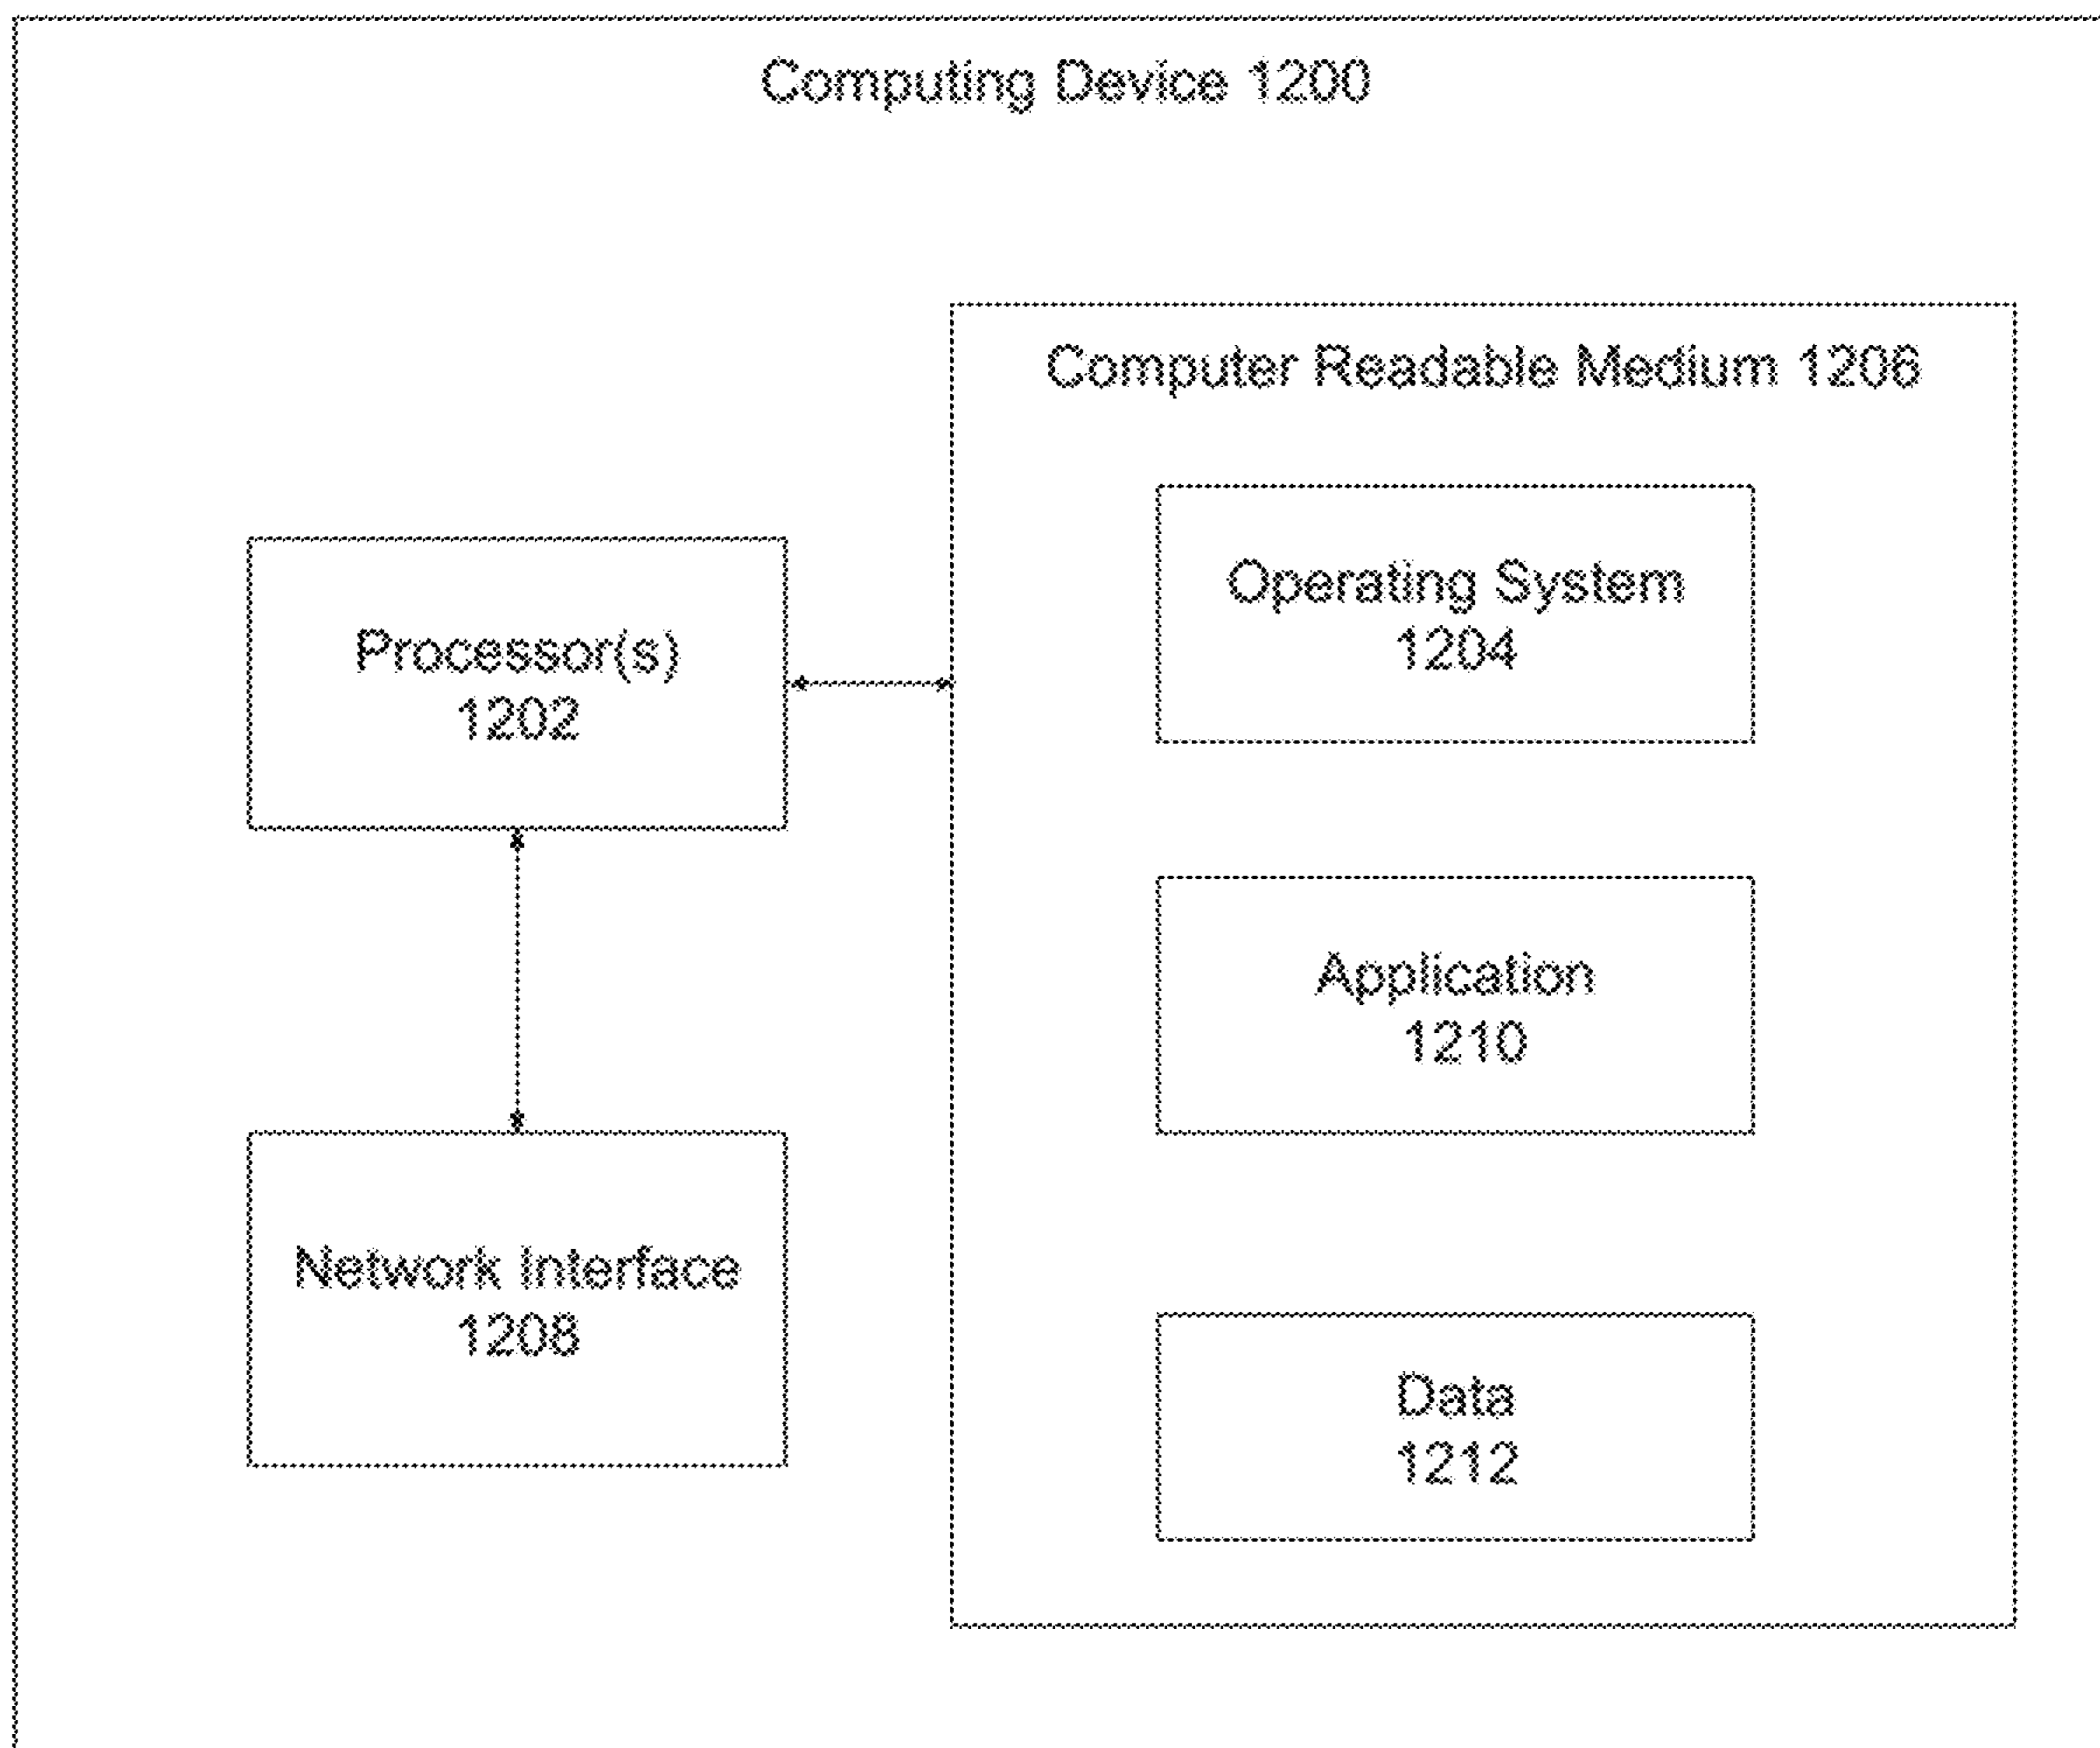 Computing Device 1200
Computer Readable Medium 1206
Operating System
1204
Processor(s)
1202
Application
1210
Network Interface
1208
Data
1212